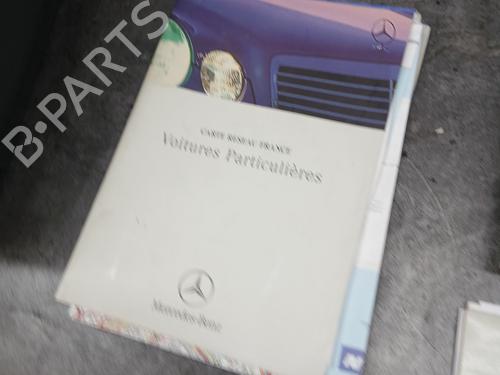 B-PARTS
CARTE RESEAU FRANCE
Voitures Particulières
Mercedes-Benz